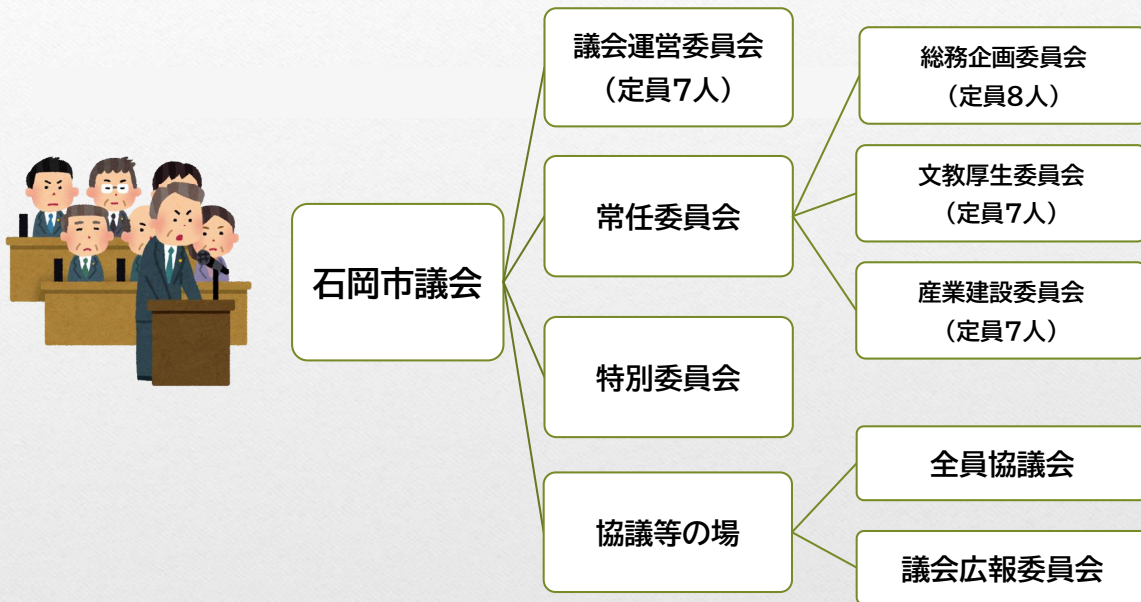 石岡市議会
議会運営委員会
（定員7人）
常任委員会
総務企画委員会
（定員8人）
文教厚生委員会
（定員7人）
産業建設委員会
（定員7人）
特別委員会
協議等の場
全員協議会
議会広報委員会